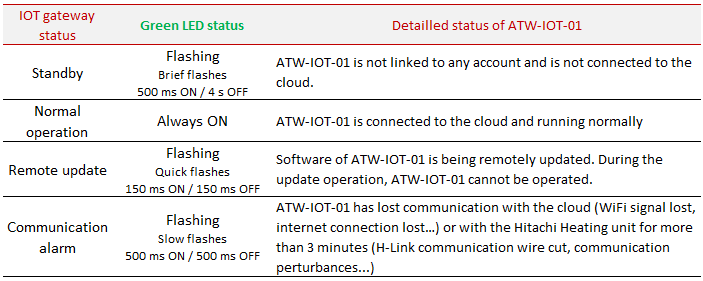 IOT gateway
status
Green LED status
Detailled status of ATW-IOT-01
Standby
Flashing
Brief flashes
500 ms ON / 4 s OFF
ATW-IOT-01 is not linked to any account and is not connected to the
cloud.
Normal
operation
Always ON
ATW-IOT-01 is connected to the cloud and running normally
Remote update
Flashing
Quick flashes
150 ms ON / 150 ms OFF
Software of ATW-IOT-01 is being remotely updated. During the
update operation, ATW-IOT-01 cannot be operated.
Communication
alarm
Flashing
Slow flashes
500 ms ON / 500 ms OFF
ATW-IOT-01 has lost communication with the cloud (WiFi signal lost,
internet connection lost…) or with the Hitachi Heating unit for more
than 3 minutes (H-Link communication wire cut, communication
perturbances...)